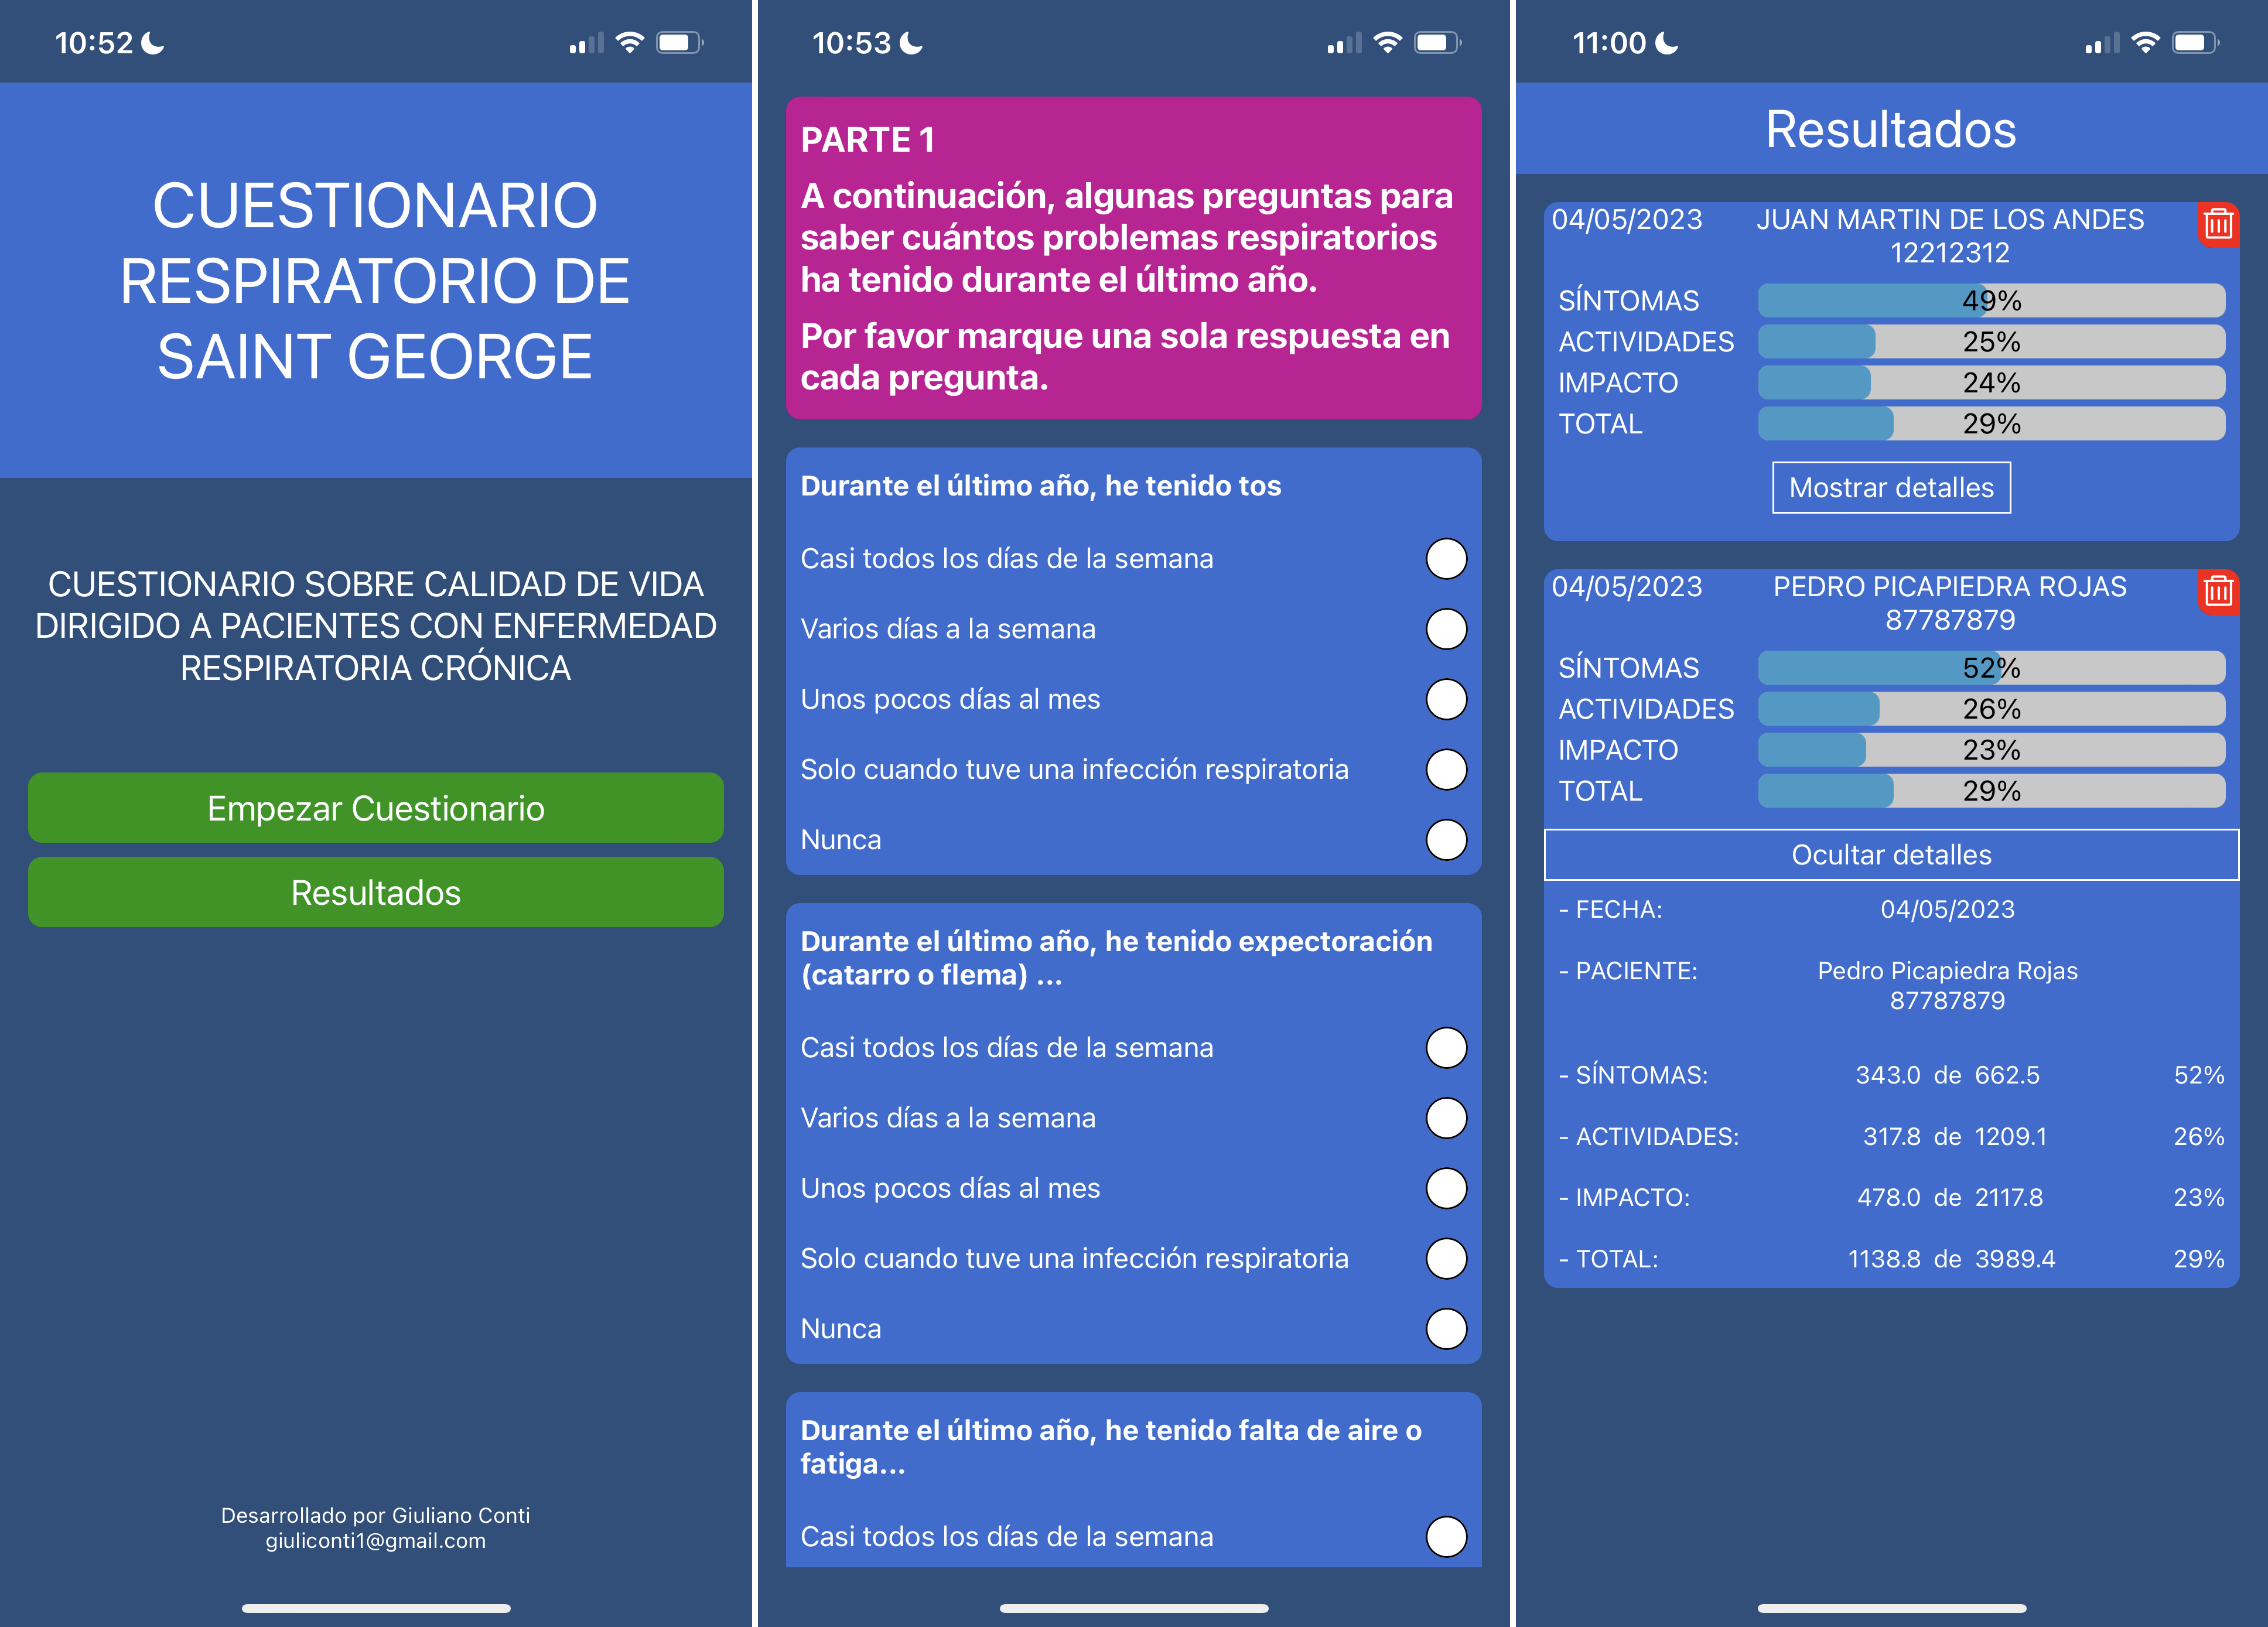 10:52
CUESTIONARIO
RESPIRATORIO DE
SAINT GEORGE
CUESTIONARIO SOBRE CALIDAD DE VIDA
DIRIGIDO A PACIENTES CON ENFERMEDAD
RESPIRATORIA CRÓNICA
Empezar Cuestionario
Resultados
Desarrollado por Giuliano Conti
giuliconti1@gmail.com
10:53
PARTE 1
A continuación, algunas preguntas para
saber cuántos problemas respiratorios
ha tenido durante el último año.
Por favor marque una sola respuesta en
cada pregunta.
Durante el último año, he tenido tos
Casi todos los días de la semana
Varios días a la semana
Unos pocos días al mes
Solo cuando tuve una infección respiratoria
Nunca
Durante el último año, he tenido expectoración
(catarro o flema) ...
Casi todos los días de la semana
Varios días a la semana
Unos pocos días al mes
Solo cuando tuve una infección respiratoria
Nunca
Durante el último año, he tenido falta de aire o
fatiga...
Casi todos los días de la semana
11:00
Resultados
04/05/2023 JUAN MARTIN DE LOS ANDES
12212312
SÍNTOMAS 49%
ACTIVIDADES 25%
IMPACTO 24%
TOTAL 29%
Mostrar detalles
04/05/2023 PEDRO PICAPIEDRA ROJAS
87787879
SÍNTOMAS 52%
ACTIVIDADES 26%
IMPACTO 23%
TOTAL 29%
Ocultar detalles
- FECHA: 04/05/2023
- PACIENTE: Pedro Picapiedra Rojas
87787879
- SÍNTOMAS: 343.0 de 662.5 52%
- ACTIVIDADES: 317.8 de 1209.1 26%
- IMPACTO: 478.0 de 2117.8 23%
- TOTAL: 1138.8 de 3989.4 29%